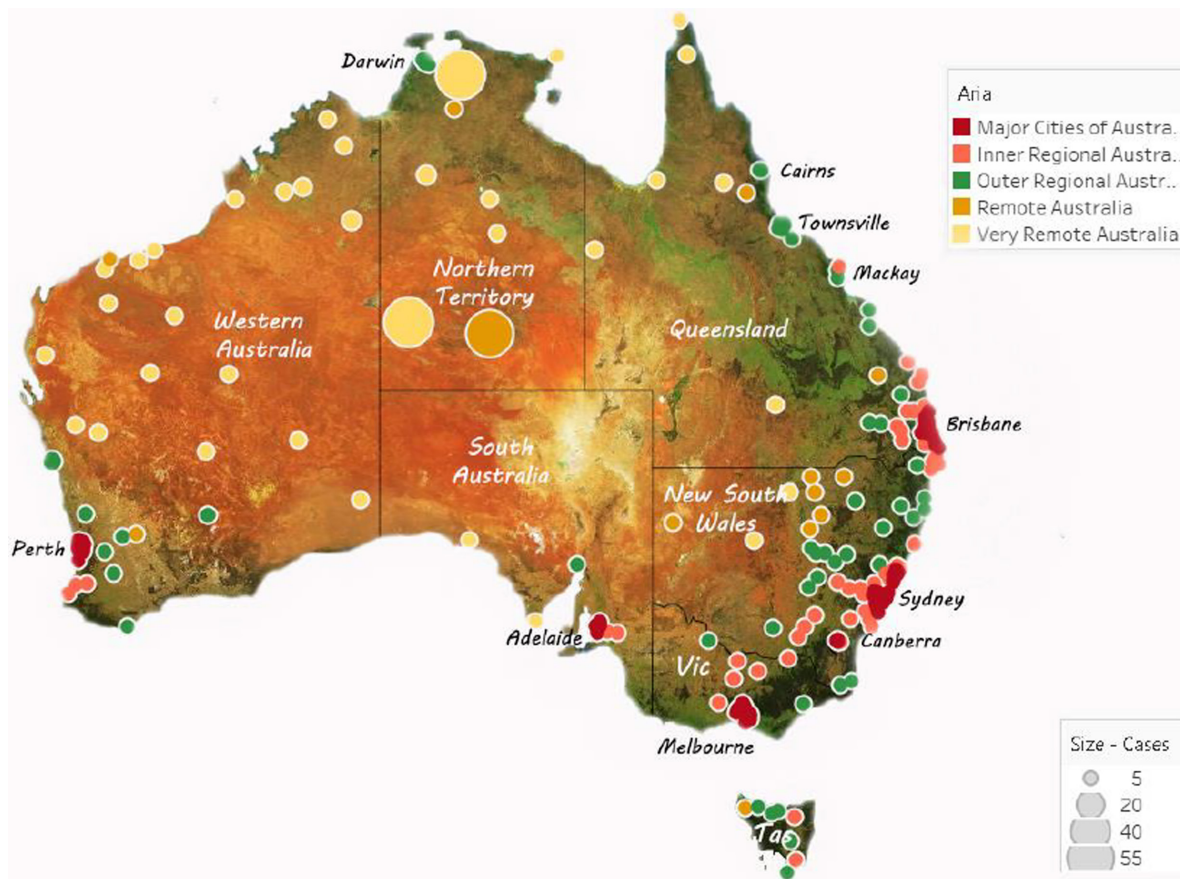 Darwin
Aria
Major Cities of Austra..
Inner Regional Austra..
Outer Regional Austr..
Remote Australia
Very Remote Australia
Cairns
Townsville
Mackay
Northern
Territory
Western
Australia
Queensland
Brisbane
South
Australia
New South
Wales
Perth
Sydney
Adelaide
Canberra
Vic
Melbourne
Size - Cases
5
20
40
55
Tas